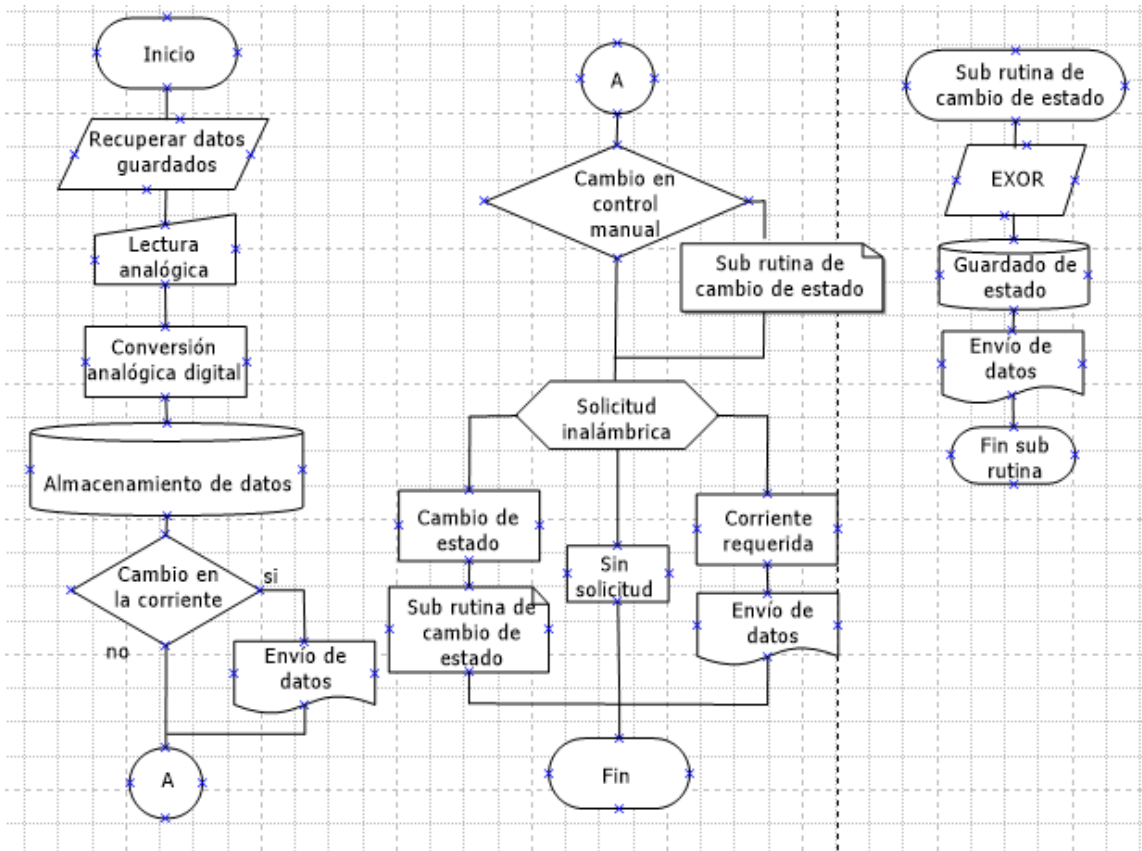 Inicio
Recuperar datos
guardados
Lectura
analógica
Conversión
analógica digital
Almacenamiento de datos
Cambio en
la corriente
si
no
Envío de
datos
A
A
Cambio en
control
manual
Sub rutina de
cambio de estado
Solicitud
inalámbrica
Cambio de
estado
Sub rutina de
cambio de
estado
Sin
solicitud
Corriente
requerida
Envío de
datos
Fin
Sub rutina de
cambio de estado
EXOR
Guardado de
estado
Envío de
datos
Fin sub
rutina